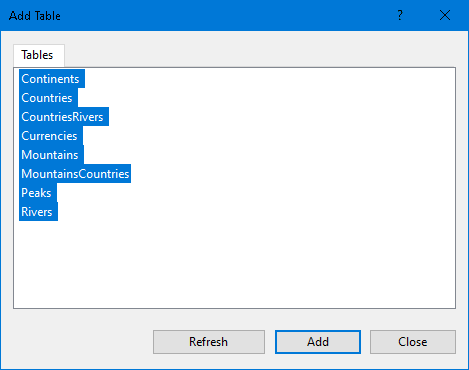 Add Table
?
Tables
Continents
Countries
CountriesRivers
Currencies
Mountains
MountainsCountries
Peaks
Rivers
Refresh Add Close